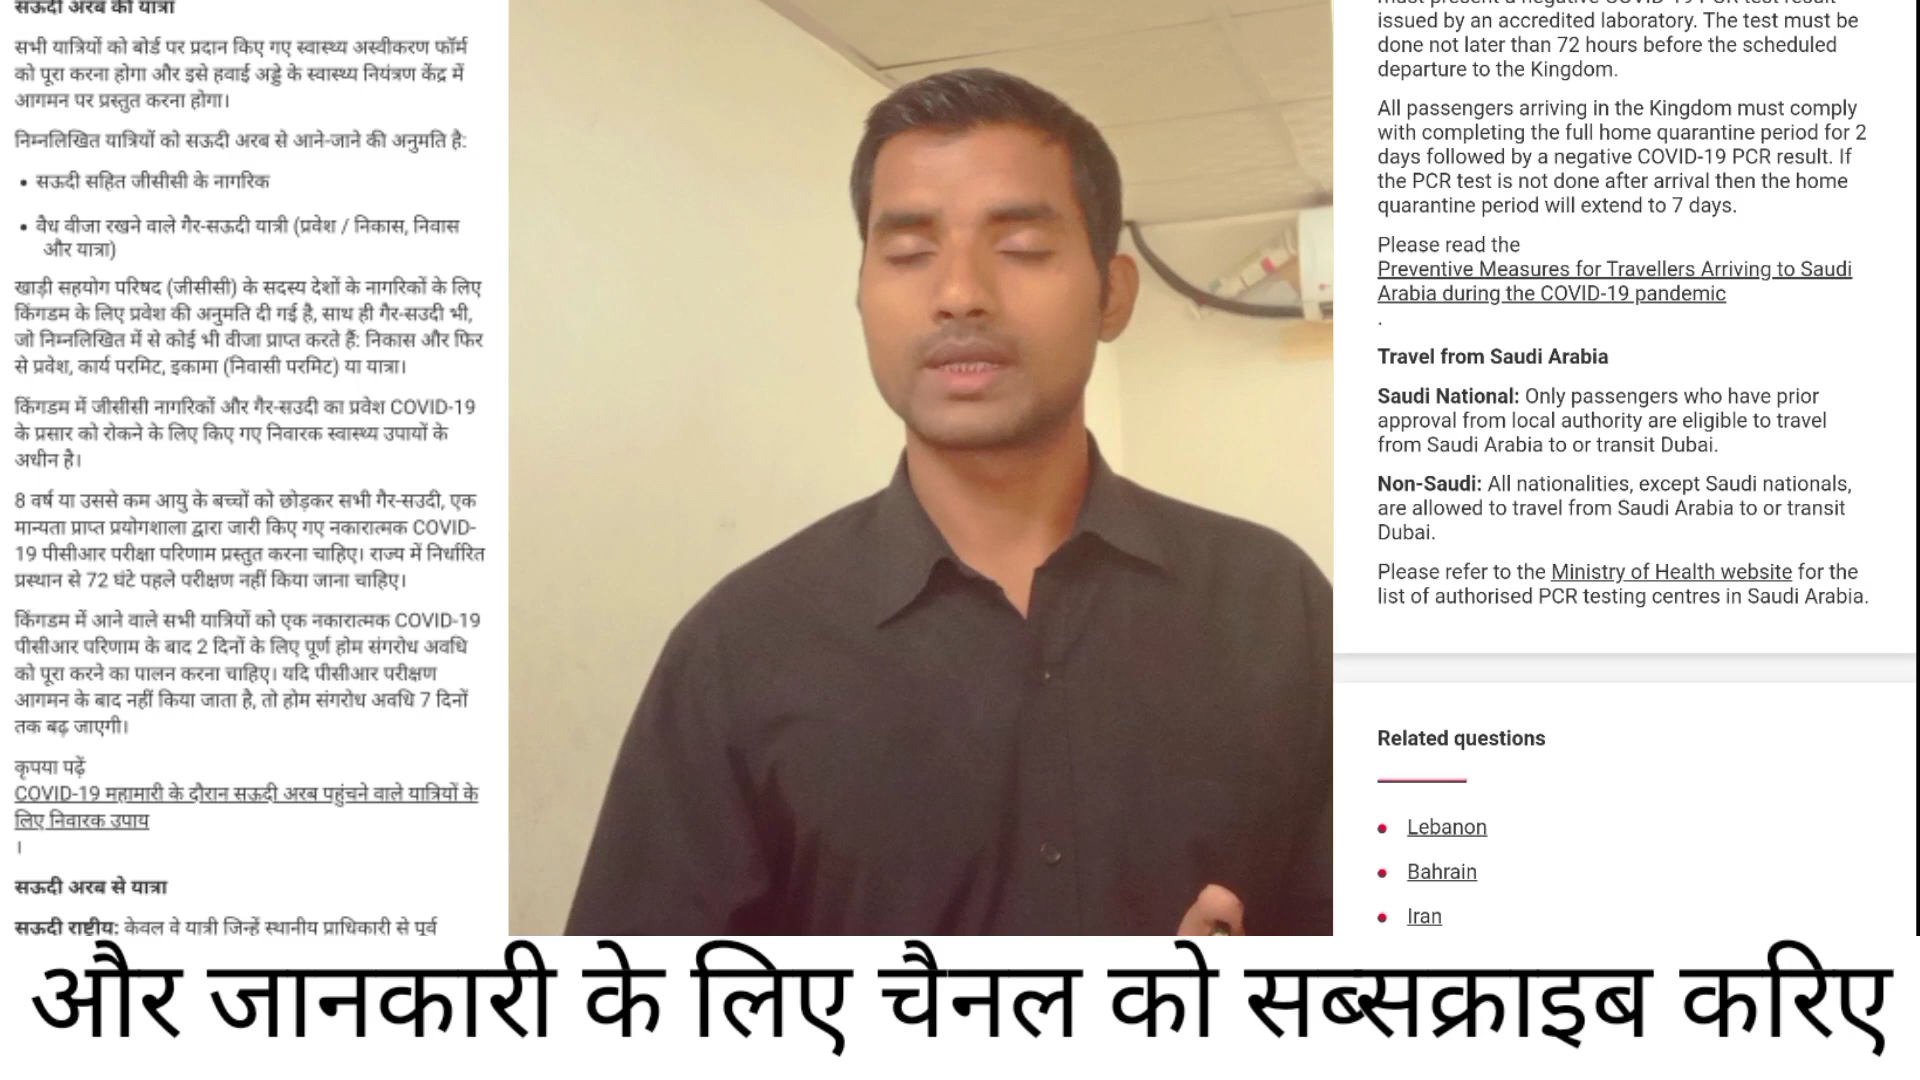 सऊदी अरब की यात्रा
सभी यात्रियों को बोर्ड पर प्रदान किए गए स्वास्थ्य अस्वीकरण फॉर्म
को पूरा करना होगा और इसे हवाई अड्डे के स्वास्थ्य नियंत्रण केंद्र में
आगमन पर प्रस्तुत करना होगा।
निम्नलिखित यात्रियों को सऊदी अरब से आने-जाने की अनुमति है:
• सऊदी सहित जीसीसी के नागरिक
• वैध वीजा रखने वाले गैर-सऊदी यात्री (प्रवेश / निकास, निवास
और यात्रा)
खाड़ी सहयोग परिषद (जीसीसी) के सदस्य देशों के नागरिकों के लिए
किंगडम के लिए प्रवेश की अनुमति दी गई है, साथ ही गैर-सउदी भी,
जो निम्नलिखित में से कोई भी वीजा प्राप्त करते हैं: निकास और फिर
से प्रवेश, कार्य परमिट, इकामा (निवासी परमिट) या यात्रा।
किंगडम में जीसीसी नागरिकों और गैर-सउदी का प्रवेश COVID-19
के प्रसार को रोकने के लिए किए गए निवारक स्वास्थ्य उपायों के
अधीन है।
8 वर्ष या उससे कम आयु के बच्चों को छोड़कर सभी गैर-सउदी, एक
मान्यता प्राप्त प्रयोगशाला द्वारा जारी किए गए नकारात्मक COVID-
19 पीसीआर परीक्षा परिणाम प्रस्तुत करना चाहिए। राज्य में निर्धारित
प्रस्थान से 72 घंटे पहले परीक्षण नहीं किया जाना चाहिए।
किंगडम में आने वाले सभी यात्रियों को एक नकारात्मक COVID-19
पीसीआर परिणाम के बाद 2 दिनों के लिए पूर्ण होम संगरोध अवधि
को पूरा करने का पालन करना चाहिए। यदि पीसीआर परीक्षण
आगमन के बाद नहीं किया जाता है, तो होम संगरोध अवधि 7 दिनों
तक बढ़ जाएगी।
कृपया पढ़ें
COVID-19 महामारी के दौरान सऊदी अरब पहुंचने वाले यात्रियों के
लिए निवारक उपाय
।
सऊदी अरब से यात्रा
सऊदी राष्ट्रीय: केवल वे यात्री जिन्हें स्थानीय प्राधिकारी से पूर्व
must present a negative COVID-19 PCR test result
issued by an accredited laboratory. The test must be
done not later than 72 hours before the scheduled
departure to the Kingdom.
All passengers arriving in the Kingdom must comply
with completing the full home quarantine period for 2
days followed by a negative COVID-19 PCR result. If
the PCR test is not done after arrival then the home
quarantine period will extend to 7 days.
Please read the
Preventive Measures for Travellers Arriving to Saudi
Arabia during the COVID-19 pandemic
.
Travel from Saudi Arabia
Saudi National: Only passengers who have prior
approval from local authority are eligible to travel
from Saudi Arabia to or transit Dubai.
Non-Saudi: All nationalities, except Saudi nationals,
are allowed to travel from Saudi Arabia to or transit
Dubai.
Please refer to the Ministry of Health website for the
list of authorised PCR testing centres in Saudi Arabia.
Related questions
• Lebanon
• Bahrain
• Iran
और जानकारी के लिए चैनल को सब्सक्राइब करिए